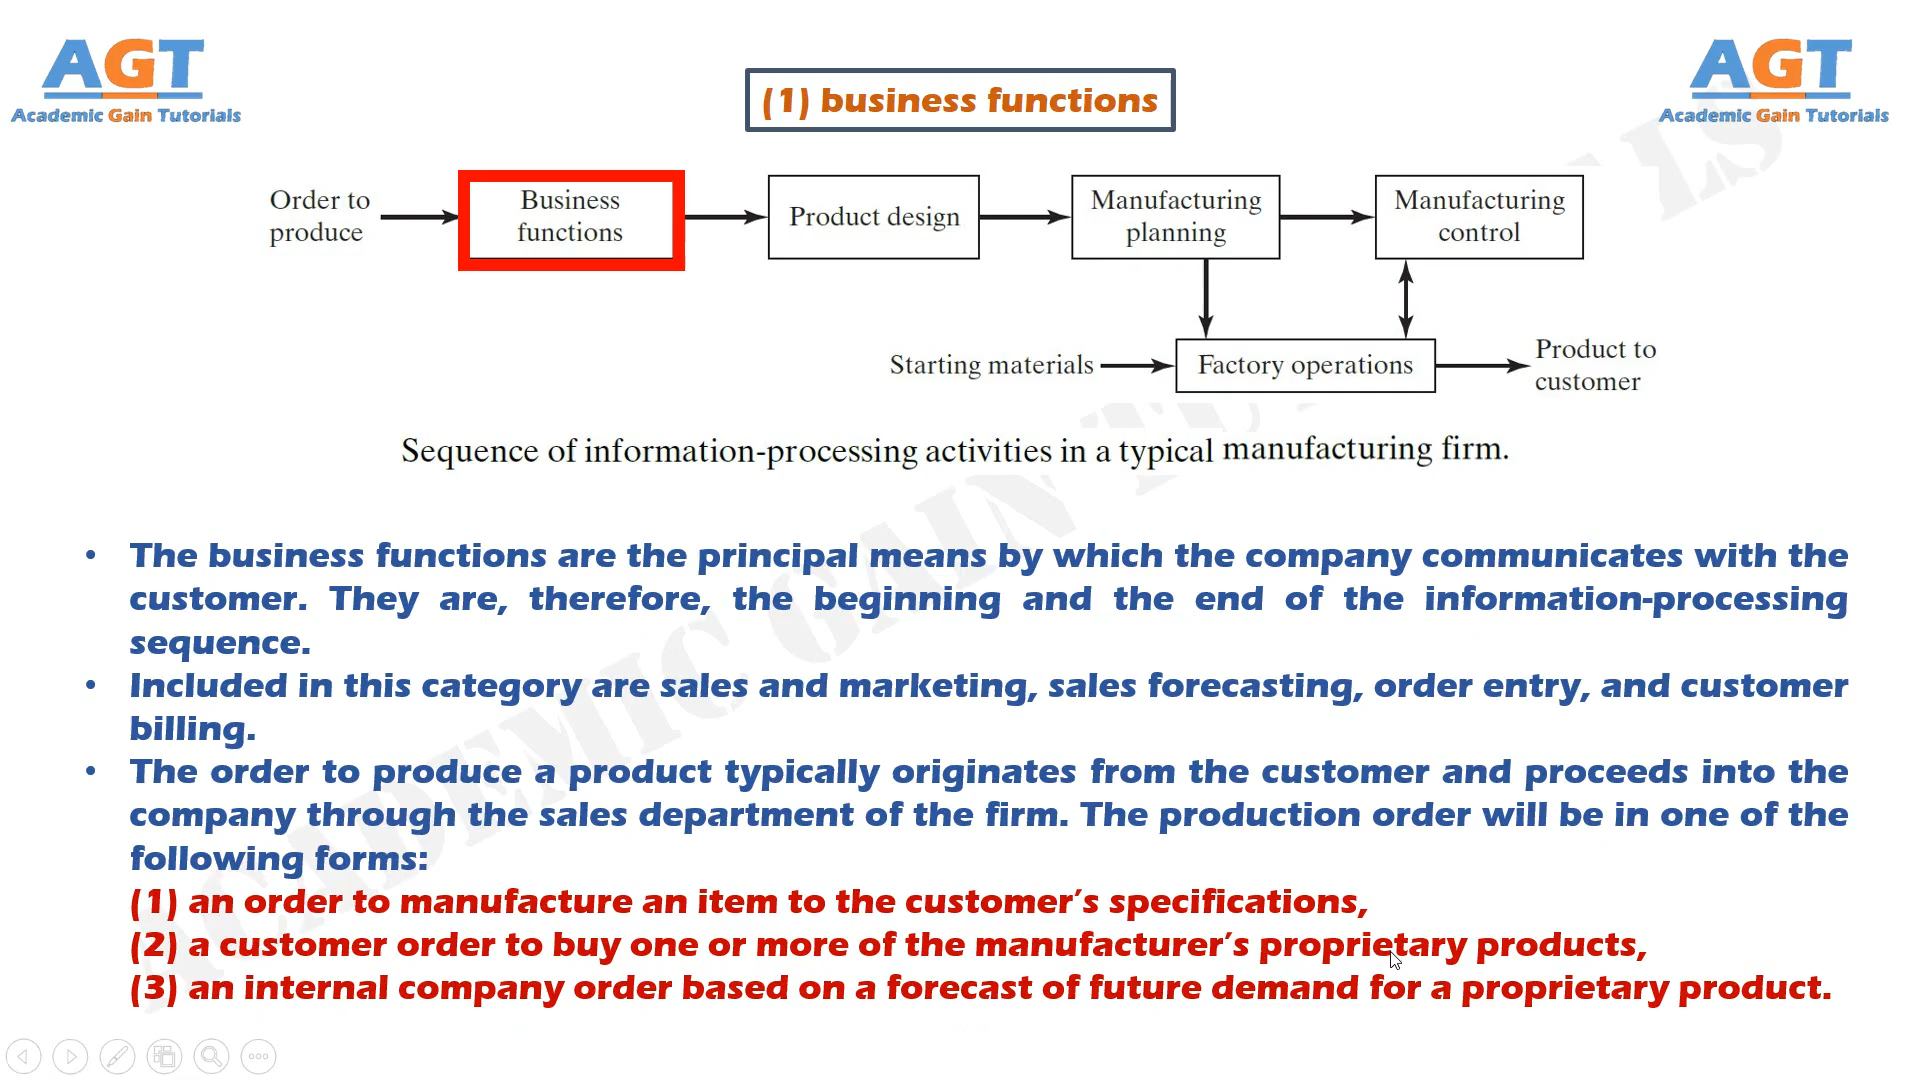 AGT
Academic Gain Tutorials
AGT
Academic Gain Tutorials
(1) business functions
Order to
produce
Business
functions
Product design
Manufacturing
planning
Manufacturing
control
Starting materials
Factory operations
Product to
customer
Sequence of information-processing activities in a typical manufacturing firm.
• The business functions are the principal means by which the company communicates with the
customer. They are, therefore, the beginning and the end of the information-processing
sequence.
• Included in this category are sales and marketing, sales forecasting, order entry, and customer
billing.
• The order to produce a product typically originates from the customer and proceeds into the
company through the sales department of the firm. The production order will be in one of the
following forms:
(1) an order to manufacture an item to the customer’s specifications,
(2) a customer order to buy one or more of the manufacturer’s proprietary products,
(3) an internal company order based on a forecast of future demand for a proprietary product.